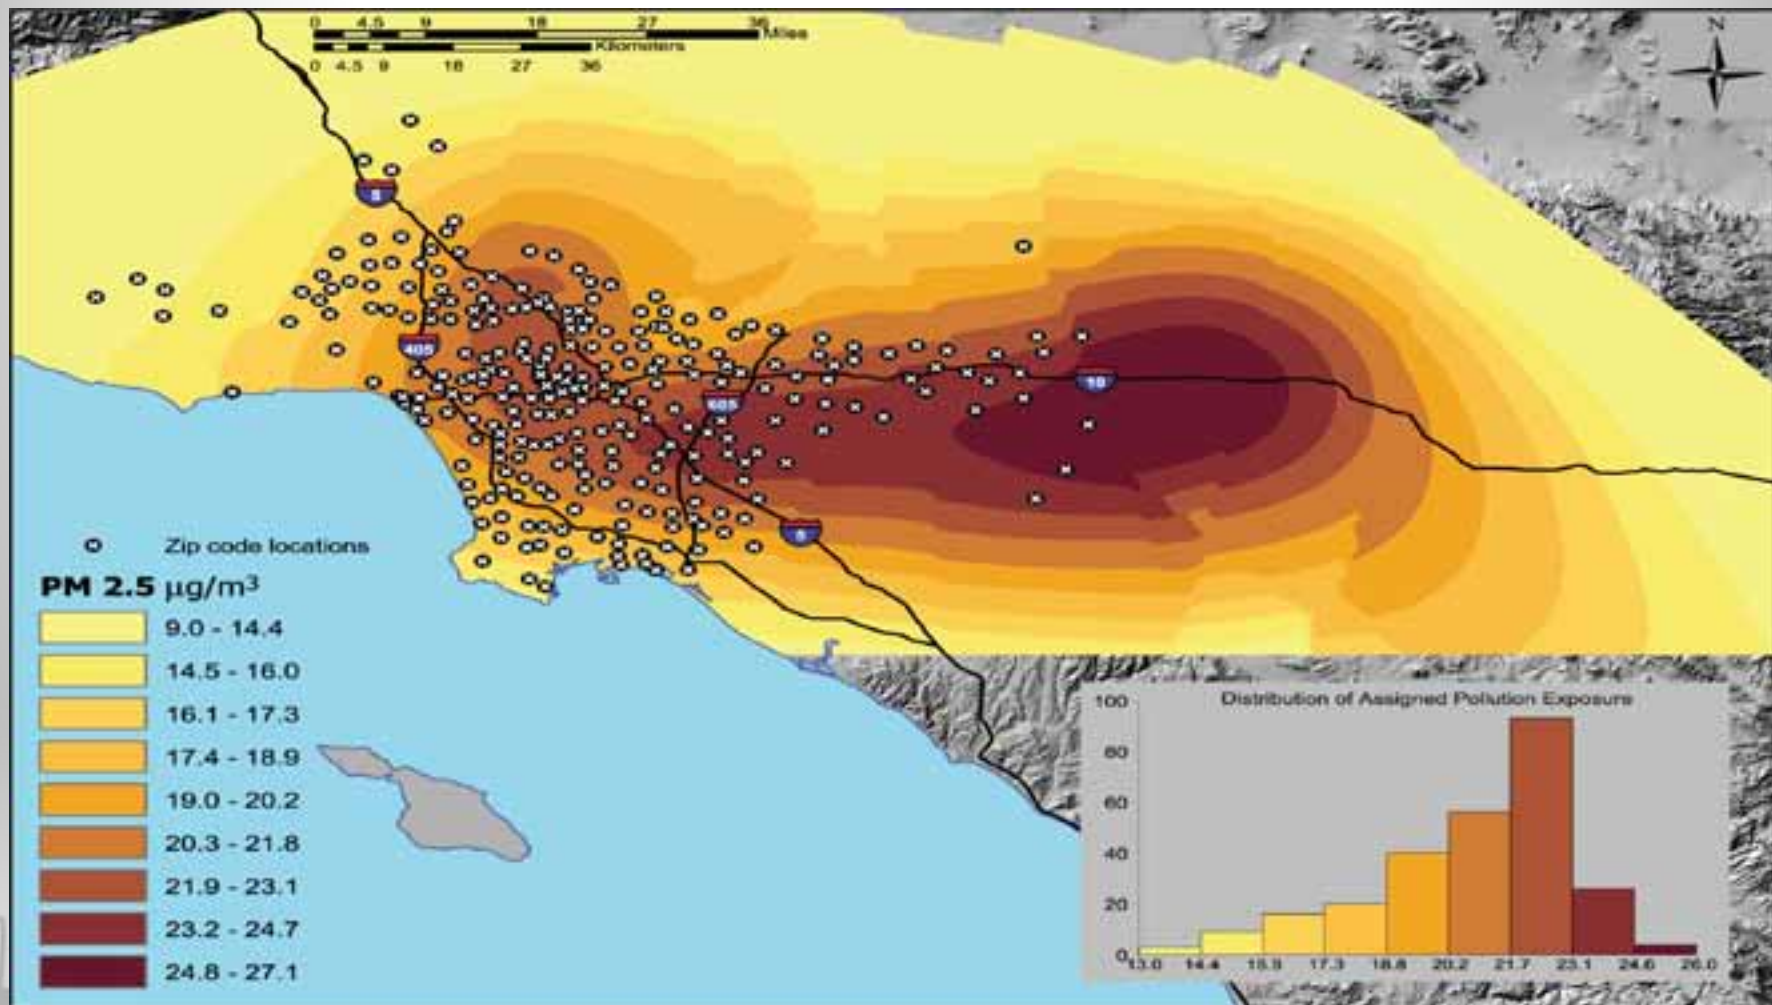 0 4.5 9 18 27 36
Miles
Kilometers
0 4.5 9 18 27 36
N
5
405
605
10
5
Zip code locations
PM 2.5 µg/m³
9.0 - 14.4
14.5 - 16.0
16.1 - 17.3
17.4 - 18.9
19.0 - 20.2
20.3 - 21.8
21.9 - 23.1
23.2 - 24.7
24.8 - 27.1
Distribution of Assigned Pollution Exposure
100
80
60
40
20
0
13.0 14.4 17.3 18.8 20.2 21.7 23.1 24.6 26.0